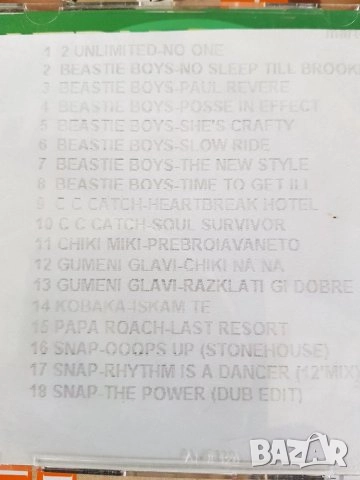 1 2 UNLIMITED-NO ONE
2 BEASTIE BOYS-NO SLEEP TILL BROOKL
3 BEASTIE BOYS-PAUL REVERE
4 BEASTIE BOYS-POSSE IN EFFECT
5 BEASTIE BOYS-SHE'S CRAFTY
6 BEASTIE BOYS-SLOW RIDE
7 BEASTIE BOYS-THE NEW STYLE
8 BEASTIE BOYS-TIME TO GET ILL
9 C C CATCH-HEARTBREAK HOTEL
10 C C CATCH-SOUL SURVIVOR
11 CHIKI MIKI-PREBROIAVANETO
12 GUMENI GLAVI-CHIKI NA NA
13 GUMENI GLAVI-RAZKLATI GI DOBRE
14 KOBAKA-ISKAM TE
15 PAPA ROACH-LAST RESORT
16 SNAP-OOOPS UP (STONEHOUSE)
17 SNAP-RHYTHM IS A DANCER (12'MIX)
18 SNAP-THE POWER (DUB EDIT)
bazar
.bg